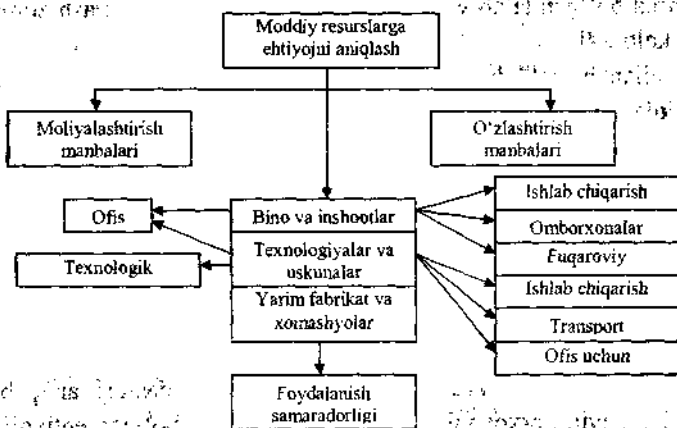 Moddiy resurslarga
ehtiyojni aniqlash
Moliyalashtirish
manbalari
O‘zlashtirish
manbalari
Ofis
Texnologik
Bino va inshootlar
Texnologiyalar va
uskunalar
Yarim fabrikat va
xomashyolar
Ishlab chiqarish
Omborxonalar
Fuqaroviy
Ishlab chiqarish
Transport
Ofis uchun
Foydalanish
samaradorligi